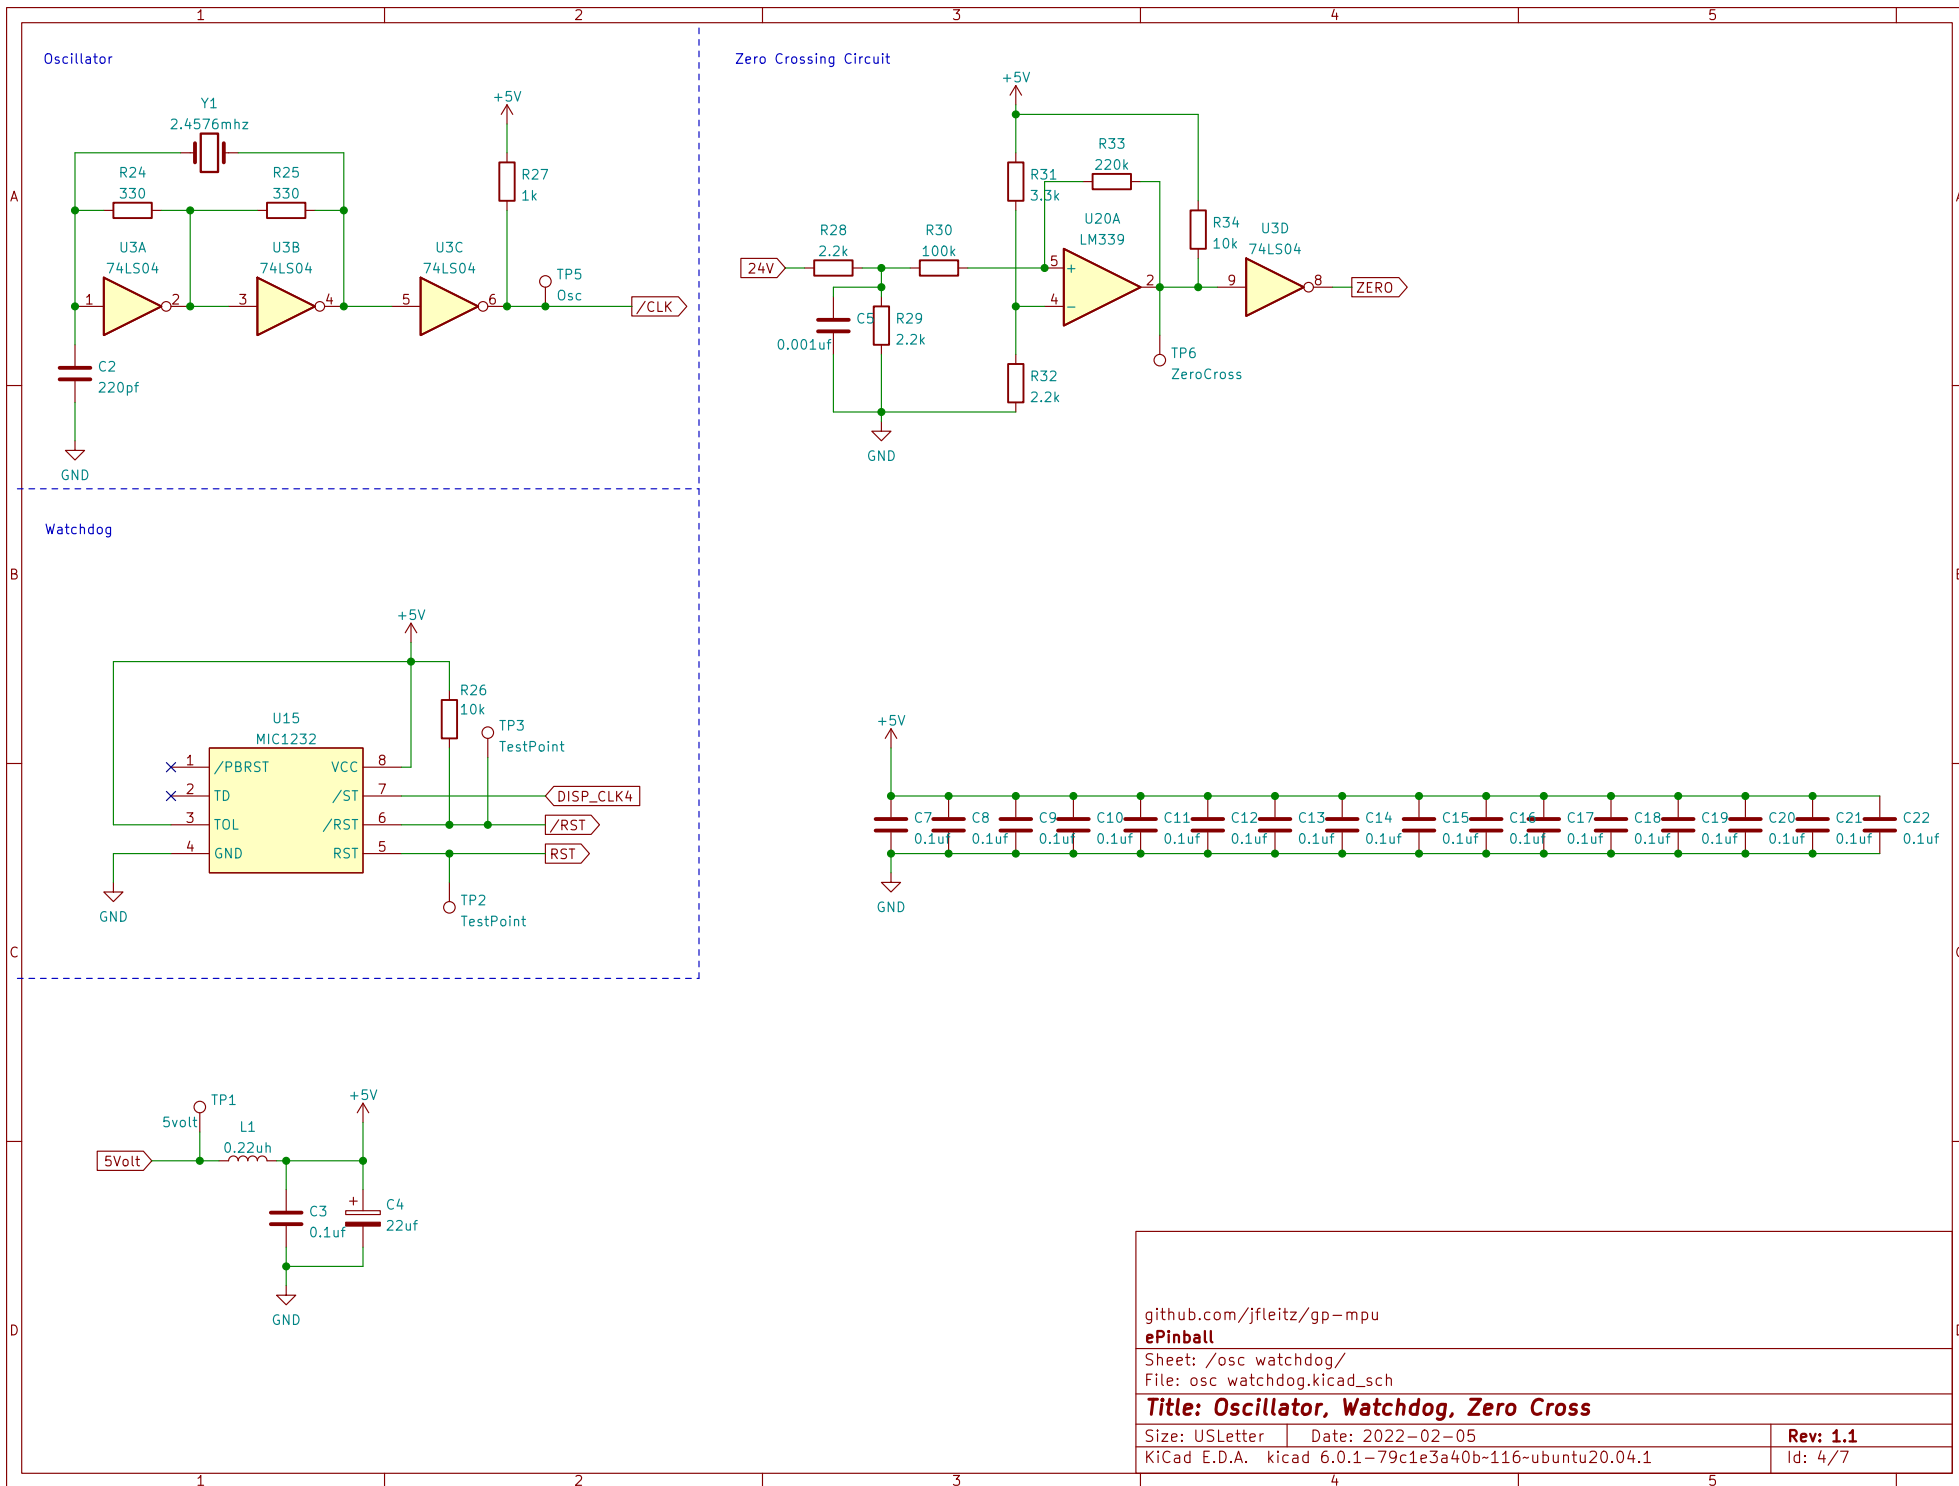 1 2 3 4 5
Oscillator
Y1
2.4576mhz
R24
330
R25
330
+5V
R27
1k
U3A
74LS04
U3B
74LS04
U3C
74LS04
1 2 3 4 5 6
TP5
Osc
/CLK
C2
220pf
GND
Zero Crossing Circuit
+5V
R33
220k
R31
3.3k
U20A
LM339
R34
10k
U3D
74LS04
R28
2.2k
R30
100k
24V
5
+
4
−
2
9 8
ZERO
C5
0.001uf
R29
2.2k
R32
2.2k
TP6
ZeroCross
GND
A
Watchdog
B
+5V
R26
10k
TP3
TestPoint
U15
MIC1232
1 /PBRST VCC 8
2 TD /ST 7
3 TOL /RST 6
4 GND RST 5
DISP_CLK4
/RST
RST
GND
TP2
TestPoint
+5V
C7 C8 C9 C10 C11 C12 C13 C14 C15 C16 C17 C18 C19 C20 C21 C22
0.1uf 0.1uf 0.1uf 0.1uf 0.1uf 0.1uf 0.1uf 0.1uf 0.1uf 0.1uf 0.1uf 0.1uf 0.1uf 0.1uf 0.1uf 0.1uf
GND
C
TP1
5volt
L1
0.22uh
+5V
5Volt
C3
0.1uf
+
C4
22uf
GND
D
github.com/jfleitz/gp-mpu
ePinball
Sheet: /osc watchdog/
File: osc watchdog.kicad_sch
Title: Oscillator, Watchdog, Zero Cross
Size: USLetter Date: 2022-02-05 Rev: 1.1
KiCad E.D.A. kicad 6.0.1-79c1e3a40b~116~ubuntu20.04.1 Id: 4/7
1 2 3 4 5